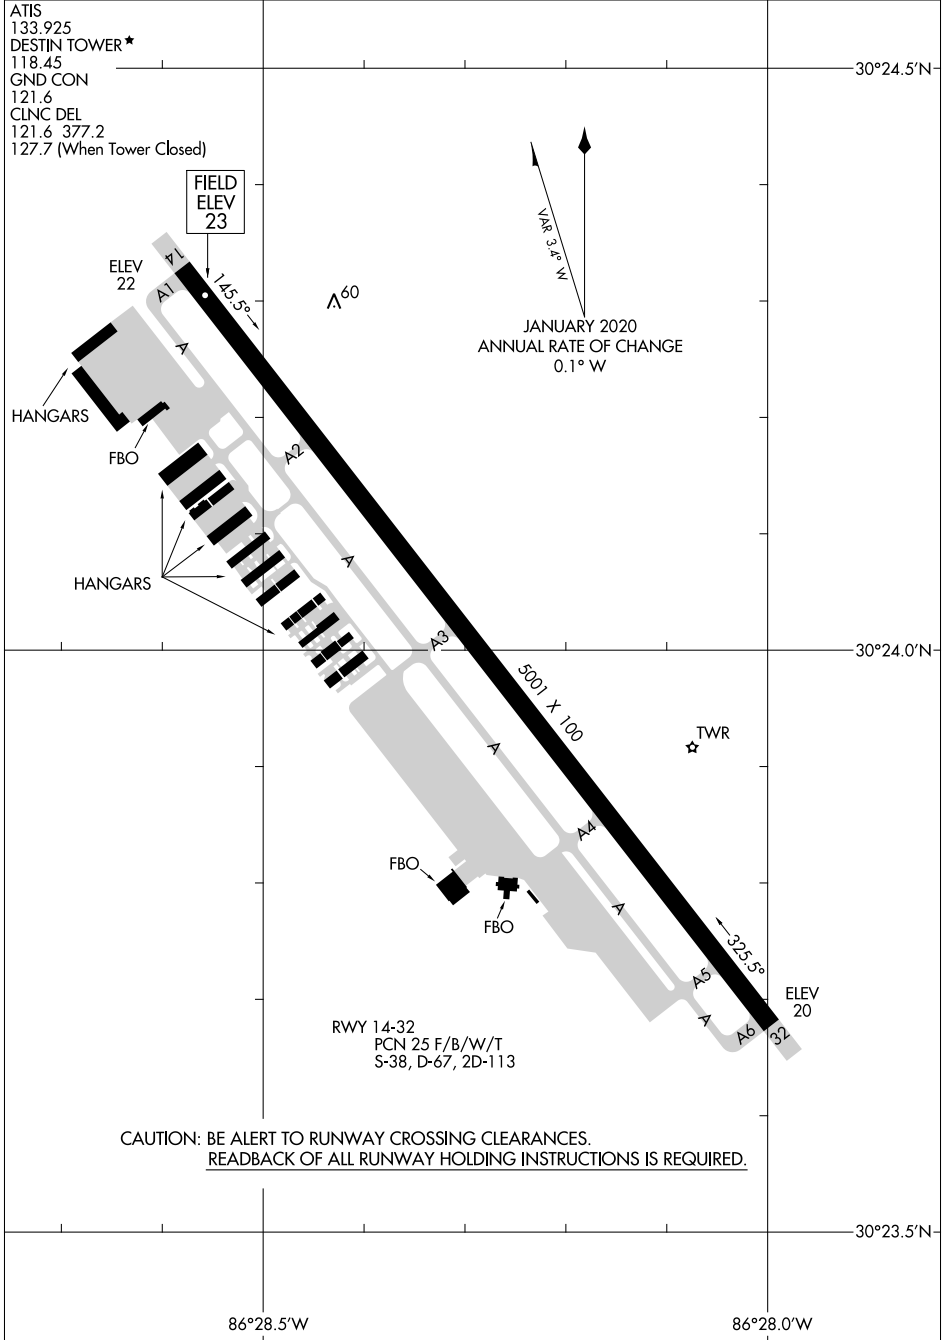 ATIS
133.925
DESTIN TOWER★
118.45
GND CON
121.6
CLNC DEL
121.6 377.2
127.7 (When Tower Closed)
30°24.5'N
FIELD
ELEV
23
VAR 3.4° W
JANUARY 2020
ANNUAL RATE OF CHANGE
0.1° W
14
ELEV
22
A1
145.5°
60
A
HANGARS
FBO
A2
A
HANGARS
A3
30°24.0'N
5001 X 100
TWR
A
A4
FBO
FBO
A
325.5°
A5
ELEV
20
A
A6
32
RWY 14-32
PCN 25 F/B/W/T
S-38, D-67, 2D-113
CAUTION: BE ALERT TO RUNWAY CROSSING CLEARANCES.
READBACK OF ALL RUNWAY HOLDING INSTRUCTIONS IS REQUIRED.
30°23.5'N
86°28.5'W
86°28.0'W